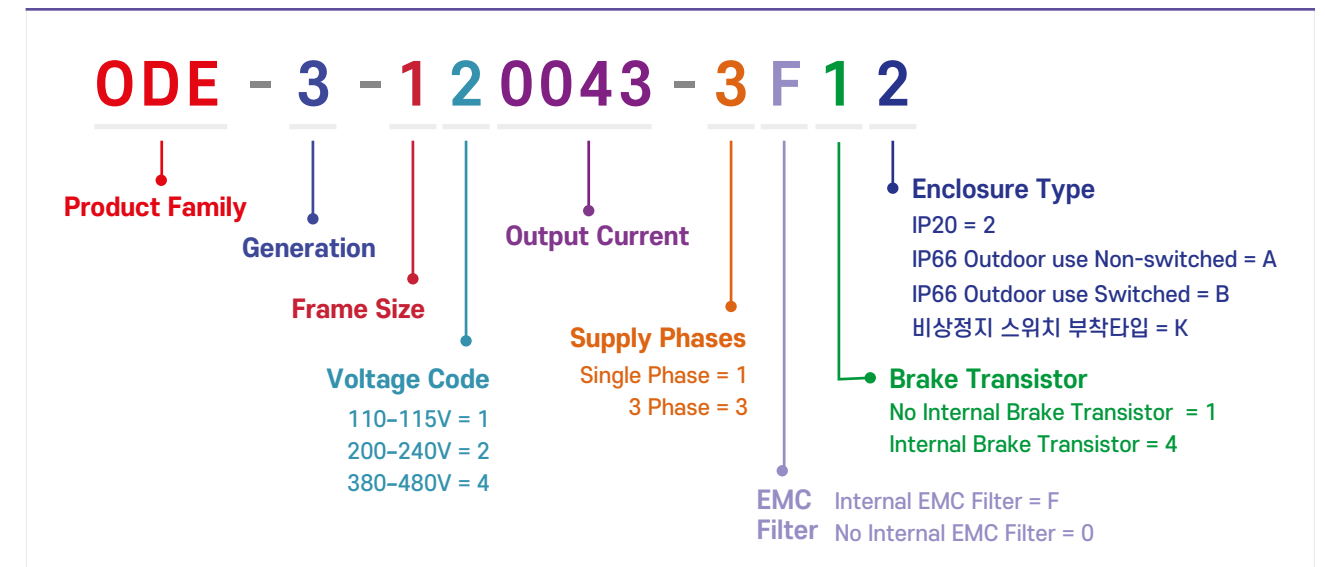 ODE - 3 - 1 2 0043 - 3 F 1 2
Product Family
Generation
Frame Size
Voltage Code
110–115V = 1
200–240V = 2
380–480V = 4
Output Current
Supply Phases
Single Phase = 1
3 Phase = 3
EMC Filter
Internal EMC Filter = F
No Internal EMC Filter = 0
Brake Transistor
No Internal Brake Transistor = 1
Internal Brake Transistor = 4
Enclosure Type
IP20 = 2
IP66 Outdoor use Non-switched = A
IP66 Outdoor use Switched = B
비상정지 스위치 부착타입 = K